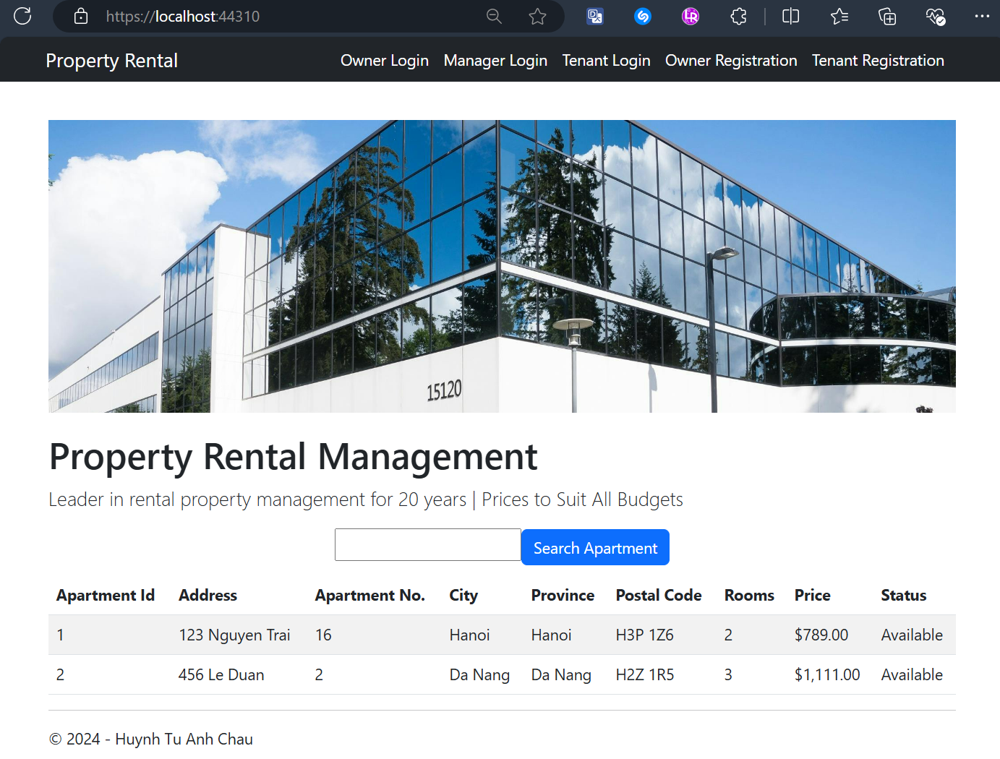 https://localhost:44310
Property Rental Owner Login Manager Login Tenant Login Owner Registration Tenant Registration
15120
Property Rental Management
Leader in rental property management for 20 years | Prices to Suit All Budgets
Search Apartment
Apartment Id Address Apartment No. City Province Postal Code Rooms Price Status
1 123 Nguyen Trai 16 Hanoi Hanoi H3P 1Z6 2 $789.00 Available
2 456 Le Duan 2 Da Nang Da Nang H2Z 1R5 3 $1,111.00 Available
© 2024 - Huynh Tu Anh Chau